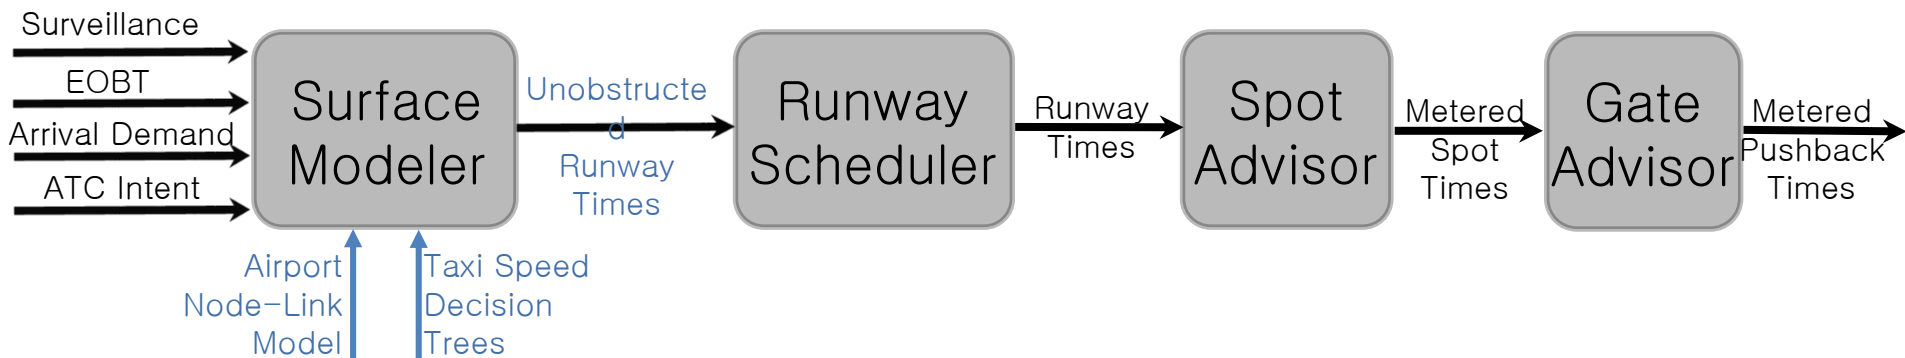 Surveillance
EOBT
Arrival Demand
ATC Intent
Surface
Modeler
Airport
Node-Link
Model
Taxi Speed
Decision
Trees
Unobstructe
d
Runway
Times
Runway
Scheduler
Runway
Times
Spot
Advisor
Metered
Spot
Times
Gate
Advisor
Metered
Pushback
Times